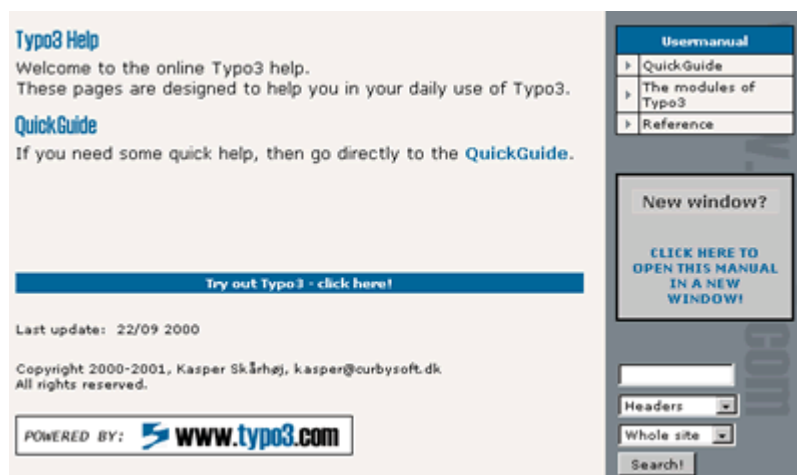 Typo3 Help
Welcome to the online Typo3 help.
These pages are designed to help you in your daily use of Typo3.
QuickGuide
If you need some quick help, then go directly to the QuickGuide.
Try out Typo3 - click here!
Last update: 22/09 2000
Copyright 2000-2001, Kasper Skårhøj, kasper@curbysoft.dk
All rights reserved.
POWERED BY: www.typo3.com
Usermanual
QuickGuide
The modules of
Typo3
Reference
New window?
CLICK HERE TO
OPEN THIS MANUAL
IN A NEW
WINDOW!
Headers
Whole site
Search!